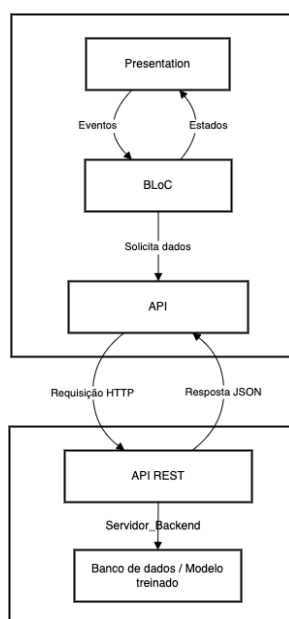 Presentation
Eventos
Estados
BLoC
Solicita dados
API
Requisição HTTP
Resposta JSON
API REST
Servidor_Backend
Banco de dados / Modelo
treinado